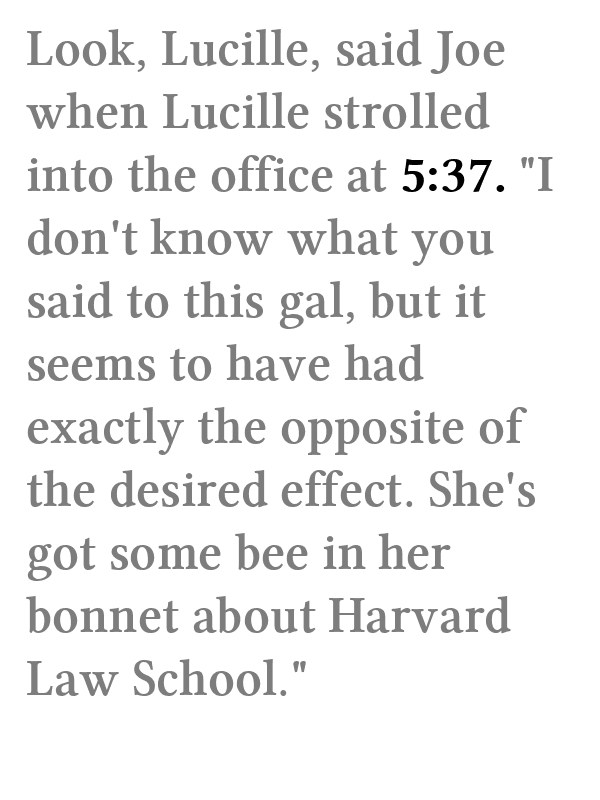 Look, Lucille, said Joe
when Lucille strolled
into the office at 5:37. "I
don't know what you
said to this gal, but it
seems to have had
exactly the opposite of
the desired effect. She's
got some bee in her
bonnet about Harvard
Law School."